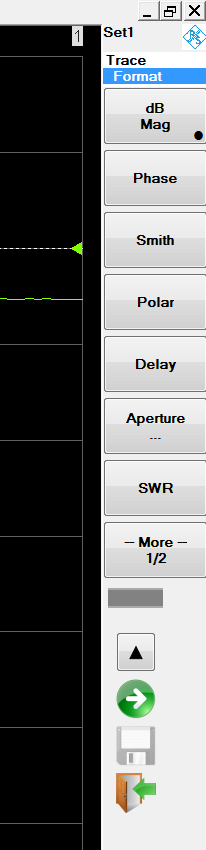 1
Set1
Trace
Format
dB
Mag
Phase
Smith
Polar
Delay
Aperture
...
SWR
-- More --
1/2